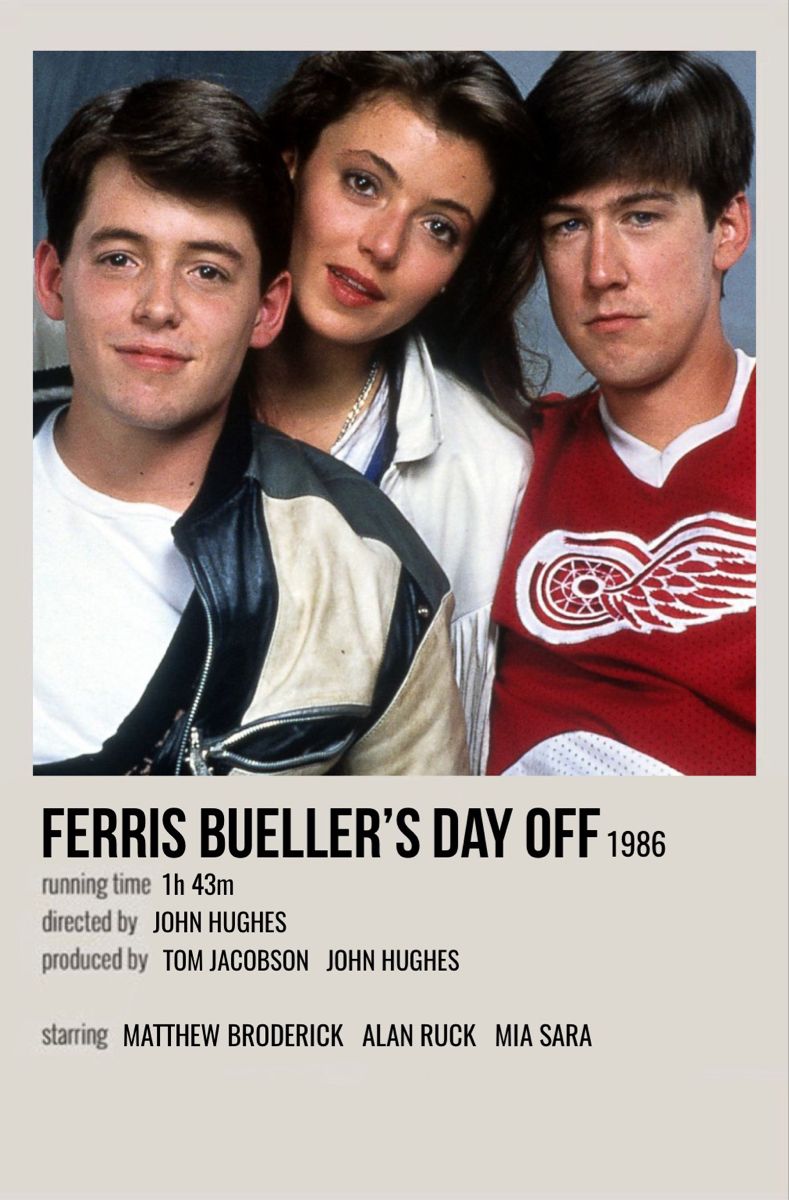 FERRIS BUELLER’S DAY OFF 1986
running time 1h 43m
directed by JOHN HUGHES
produced by TOM JACOBSON JOHN HUGHES
starring MATTHEW BRODERICK ALAN RUCK MIA SARA